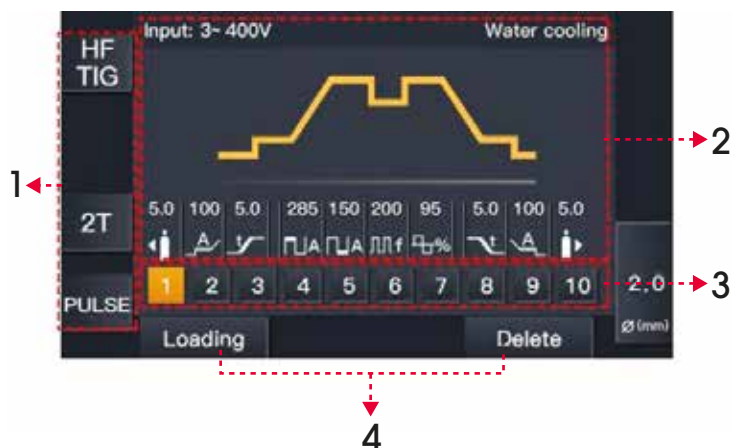 Input: 3~ 400V Water cooling
HF
TIG
2
1
5.0 100 5.0 285 150 200 95 5.0 100 5.0
2T
A t A A f % t A
1 2 3 4 5 6 7 8 9 10
2.0
3
PULSE
Ø (mm)
Loading Delete
4